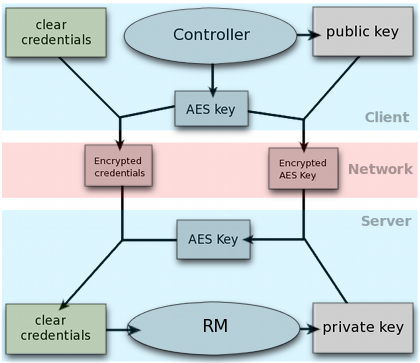 clear
credentials
Controller
public key
AES key
Client
Encrypted
credentials
Encrypted
AES Key
Network
Server
AES Key
clear
credentials
RM
private key